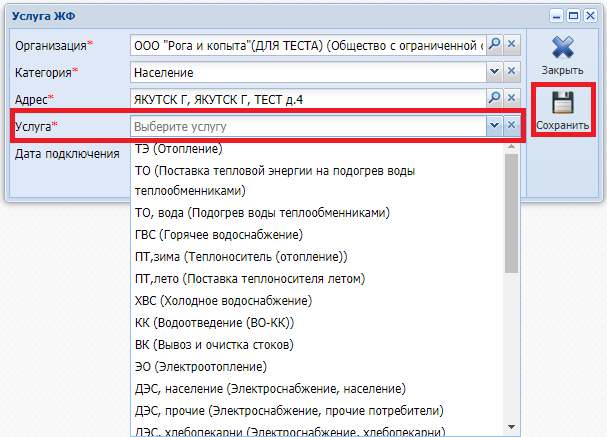 Услуга ЖФ
Организация* ООО "Рога и копыта"(ДЛЯ ТЕСТА) (Общество с ограниченной о
Закрыть
Категория* Население
Адрес* ЯКУТСК Г, ЯКУТСК Г, ТЕСТ д.4
Сохранить
Услуга* Выберите услугу
Дата подключения
ТЭ (Отопление)
ТО (Поставка тепловой энергии на подогрев воды
теплообменниками)
ТО, вода (Подогрев воды теплообменниками)
ГВС (Горячее водоснабжение)
ПТ,зима (Теплоноситель (отопление))
ПТ,лето (Поставка теплоносителя летом)
ХВС (Холодное водоснабжение)
КК (Водоотведение (ВО-КК))
ВК (Вывоз и очистка стоков)
ЭО (Электроотопление)
ДЭС, население (Электроснабжение, население)
ДЭС, прочие (Электроснабжение, прочие потребители)
ДЭС, хлебопекарни (Электроснабжение, хлебопекарни)